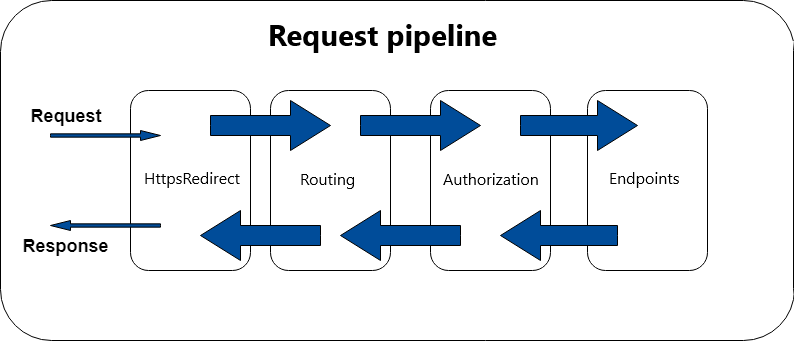 Request pipeline
Request
HttpsRedirect
Routing
Authorization
Endpoints
Response